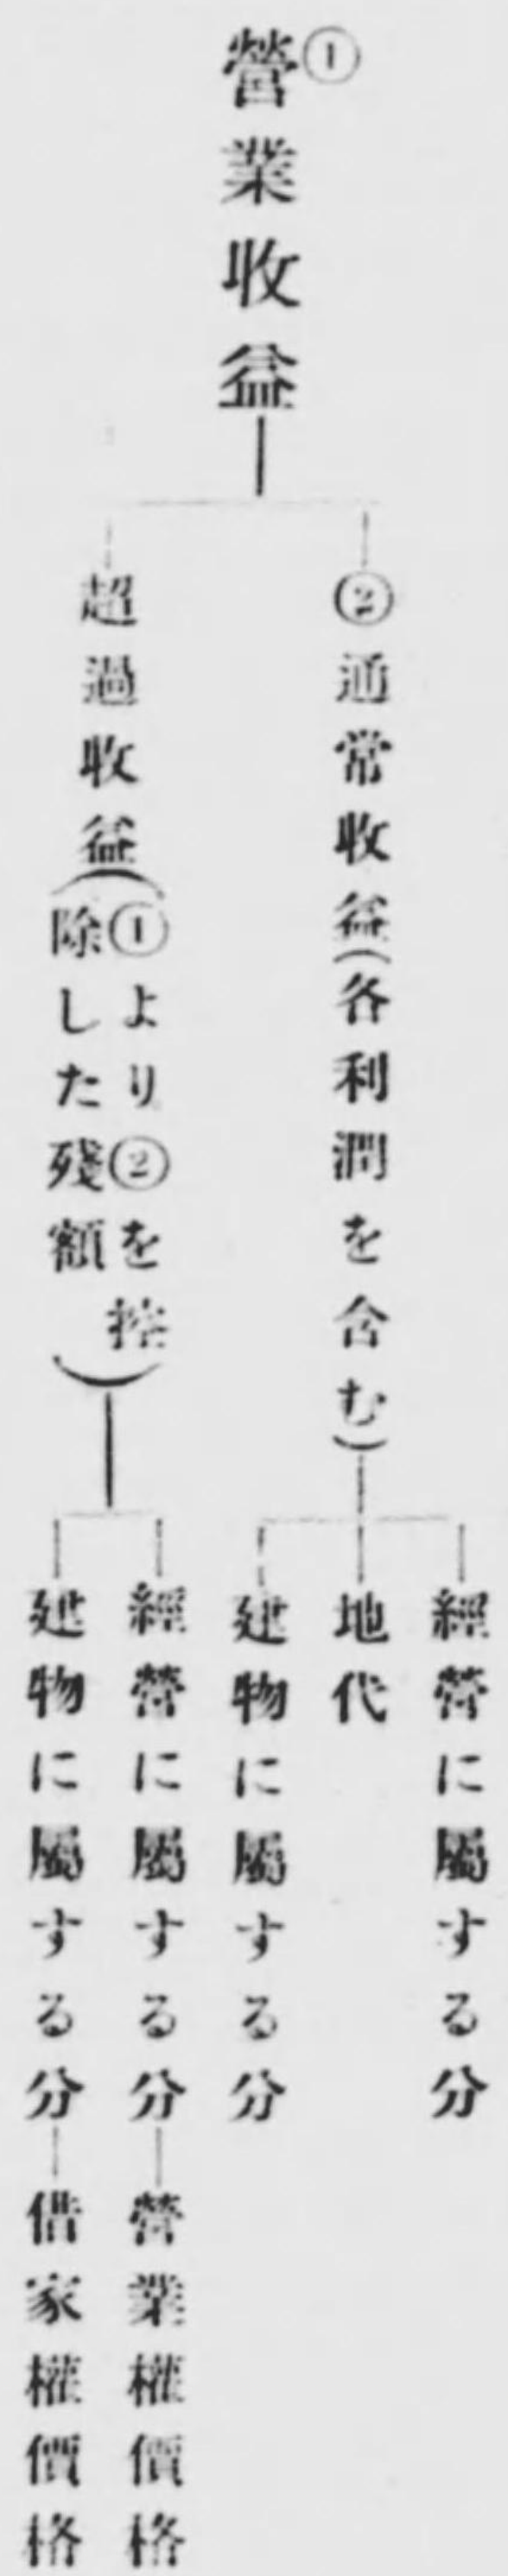 ①營業收益
②通常收益(各利潤を含む)
經營に屬する分
地代
建物に屬する分
超過收益(①より②を控
除した殘額)
經營に屬する分―營業權價格
建物に屬する分―借家權價格